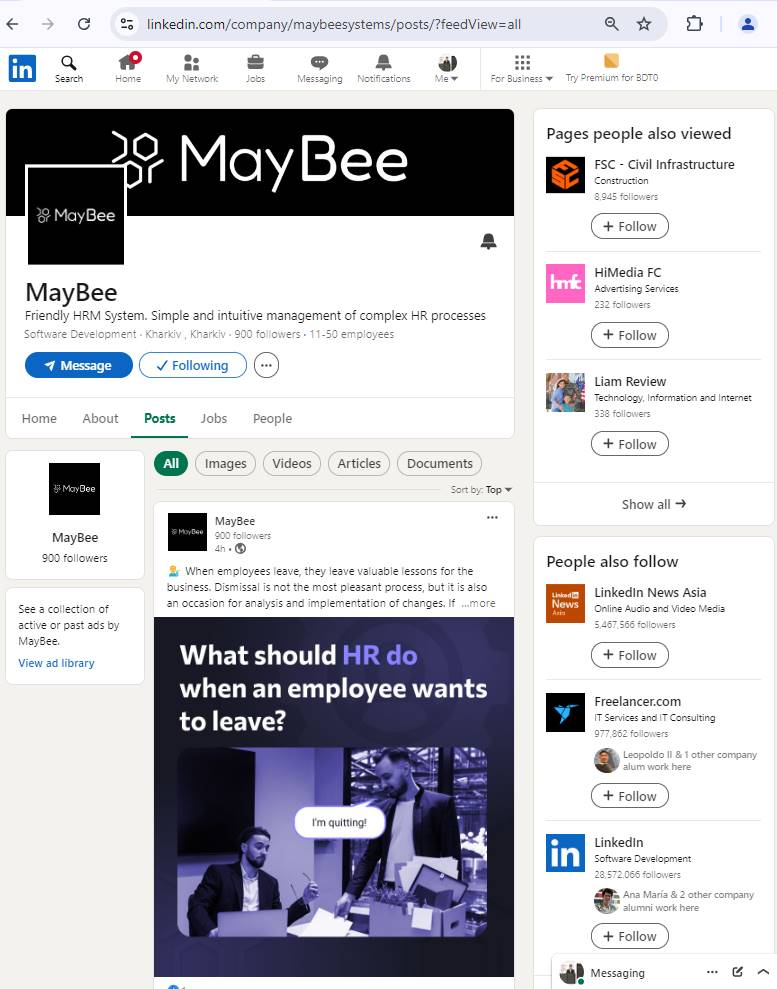 linkedin.com/company/maybeesystems/posts/?feedView=all
in
Search
Home
My Network
Jobs
Messaging
Notifications
Me
For Business
Try Premium for BDT0
MayBee
MayBee
MayBee
Friendly HRM System. Simple and intuitive management of complex HR processes
Software Development · Kharkiv , Kharkiv · 900 followers · 11-50 employees
Message
Following
Home
About
Posts
Jobs
People
MayBee
MayBee
900 followers
See a collection of
active or past ads by
MayBee.
View ad library
All
Images
Videos
Articles
Documents
Sort by: Top
MayBee
MayBee
900 followers
4h •
When employees leave, they leave valuable lessons for the
business. Dismissal is not the most pleasant process, but it is also
an occasion for analysis and implementation of changes. If …more
What should HR do
when an employee wants
to leave?
I'm quitting!
Pages people also viewed
FSC - Civil Infrastructure
Construction
8,945 followers
+ Follow
hmfc
HiMedia FC
Advertising Services
232 followers
+ Follow
Liam Review
Technology, Information and Internet
338 followers
+ Follow
Show all →
People also follow
Linked in
News
Asia
LinkedIn News Asia
Online Audio and Video Media
5,467,566 followers
+ Follow
Freelancer.com
IT Services and IT Consulting
977,862 followers
Leopoldo II & 1 other company
alum work here
+ Follow
in
LinkedIn
Software Development
28,572,066 followers
Ana María & 2 other company
alumni work here
+ Follow
Messaging